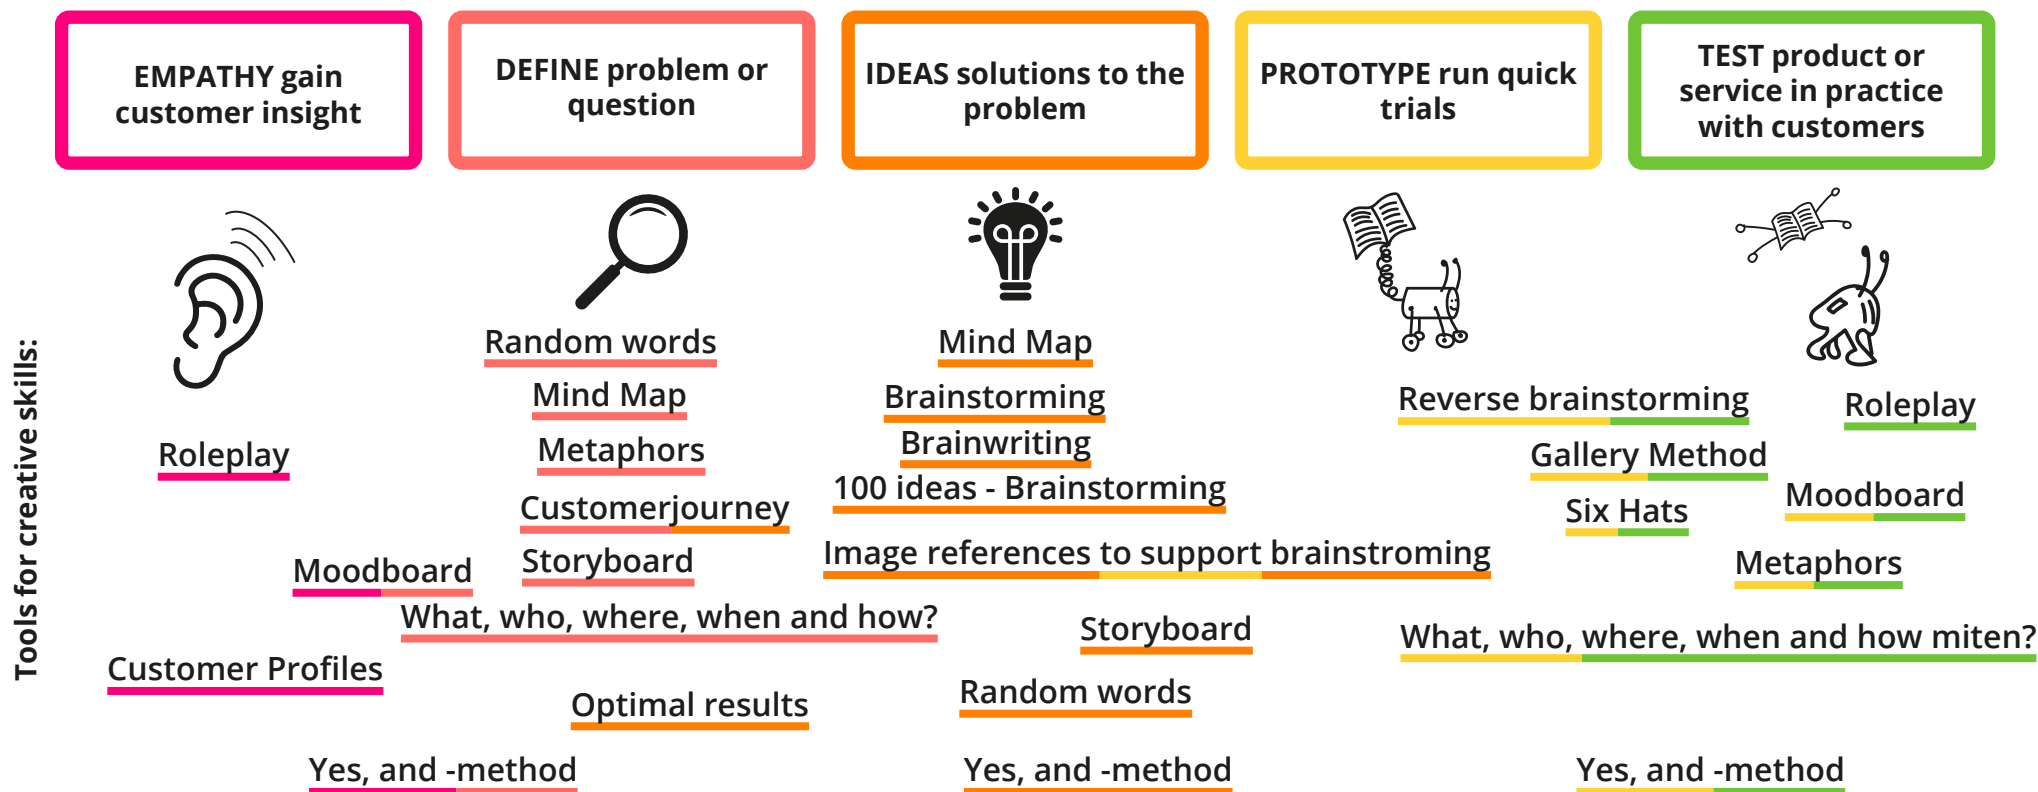 EMPATHY gain
customer insight
DEFINE problem or
question
IDEAS solutions to the
problem
PROTOTYPE run quick
trials
TEST product or
service in practice
with customers
Tools for creative skills:
Roleplay
Moodboard
Customer Profiles
Yes, and -method
Random words
Mind Map
Metaphors
Customerjourney
Storyboard
What, who, where, when and how?
Optimal results
Mind Map
Brainstorming
Brainwriting
100 ideas - Brainstorming
Image references to support brainstroming
Storyboard
Random words
Yes, and -method
Reverse brainstorming
Roleplay
Gallery Method
Moodboard
Six Hats
Metaphors
What, who, where, when and how miten?
Yes, and -method